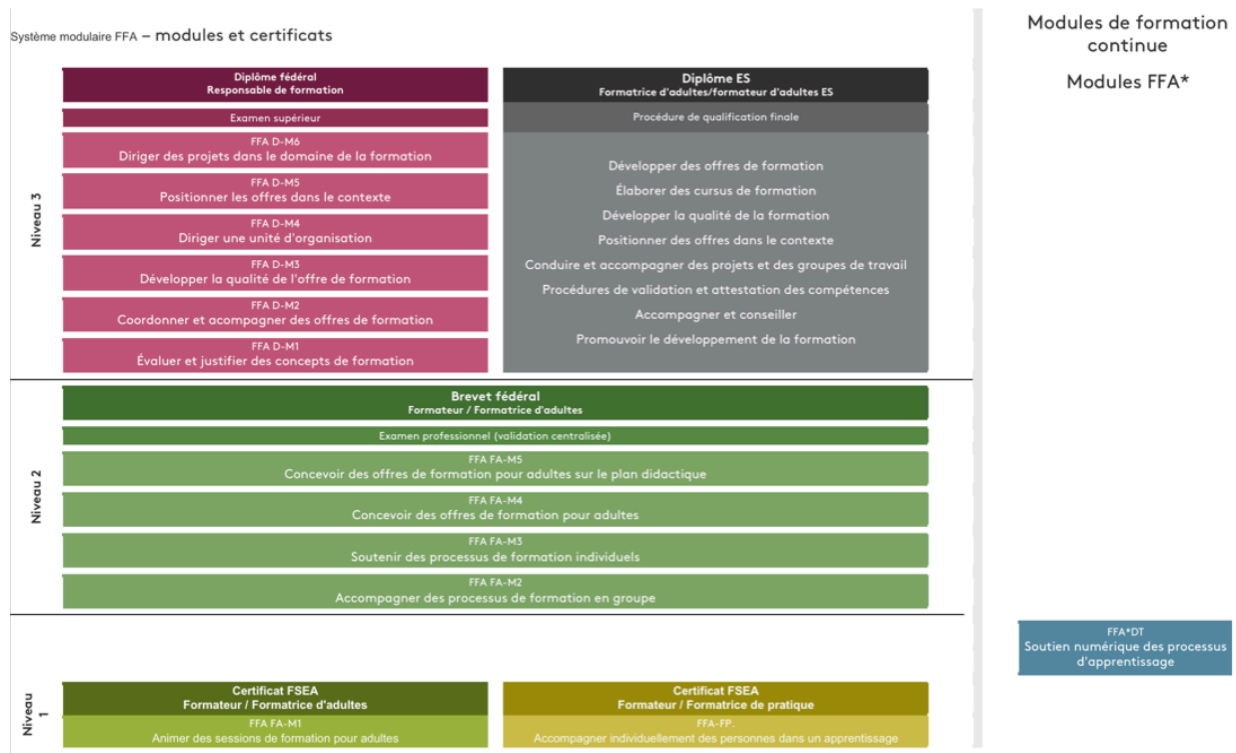 Système modulaire FFA – modules et certificats
Modules de formation
continue
Modules FFA*
Niveau 3
Diplôme fédéral
Responsable de formation
Examen supérieur
FFA D-M6
Diriger des projets dans le domaine de la formation
FFA D-M5
Positionner les offres dans le contexte
FFA D-M4
Diriger une unité d'organisation
FFA D-M3
Développer la qualité de l'offre de formation
FFA D-M2
Coordonner et acompagner des offres de formation
FFA D-M1
Évaluer et justifier des concepts de formation
Diplôme ES
Formatrice d'adultes/formateur d'adultes ES
Procédure de qualification finale
Développer des offres de formation
Élaborer des cursus de formation
Développer la qualité de la formation
Positionner des offres dans le contexte
Conduire et accompagner des projets et des groupes de travail
Procédures de validation et attestation des compétences
Accompagner et conseiller
Promouvoir le développement de la formation
Niveau 2
Brevet fédéral
Formateur / Formatrice d'adultes
Examen professionnel (validation centralisée)
FFA FA-M5
Concevoir des offres de formation pour adultes sur le plan didactique
FFA FA-M4
Concevoir des offres de formation pour adultes
FFA FA-M3
Soutenir des processus de formation individuels
FFA FA-M2
Accompagner des processus de formation en groupe
FFA*DT
Soutien numérique des processus
d'apprentissage
Niveau
1
Certificat FSEA
Formateur / Formatrice d'adultes
FFA FA-M1
Animer des sessions de formation pour adultes
Certificat FSEA
Formateur / Formatrice de pratique
FFA-FP.
Accompagner individuellement des personnes dans un apprentissage